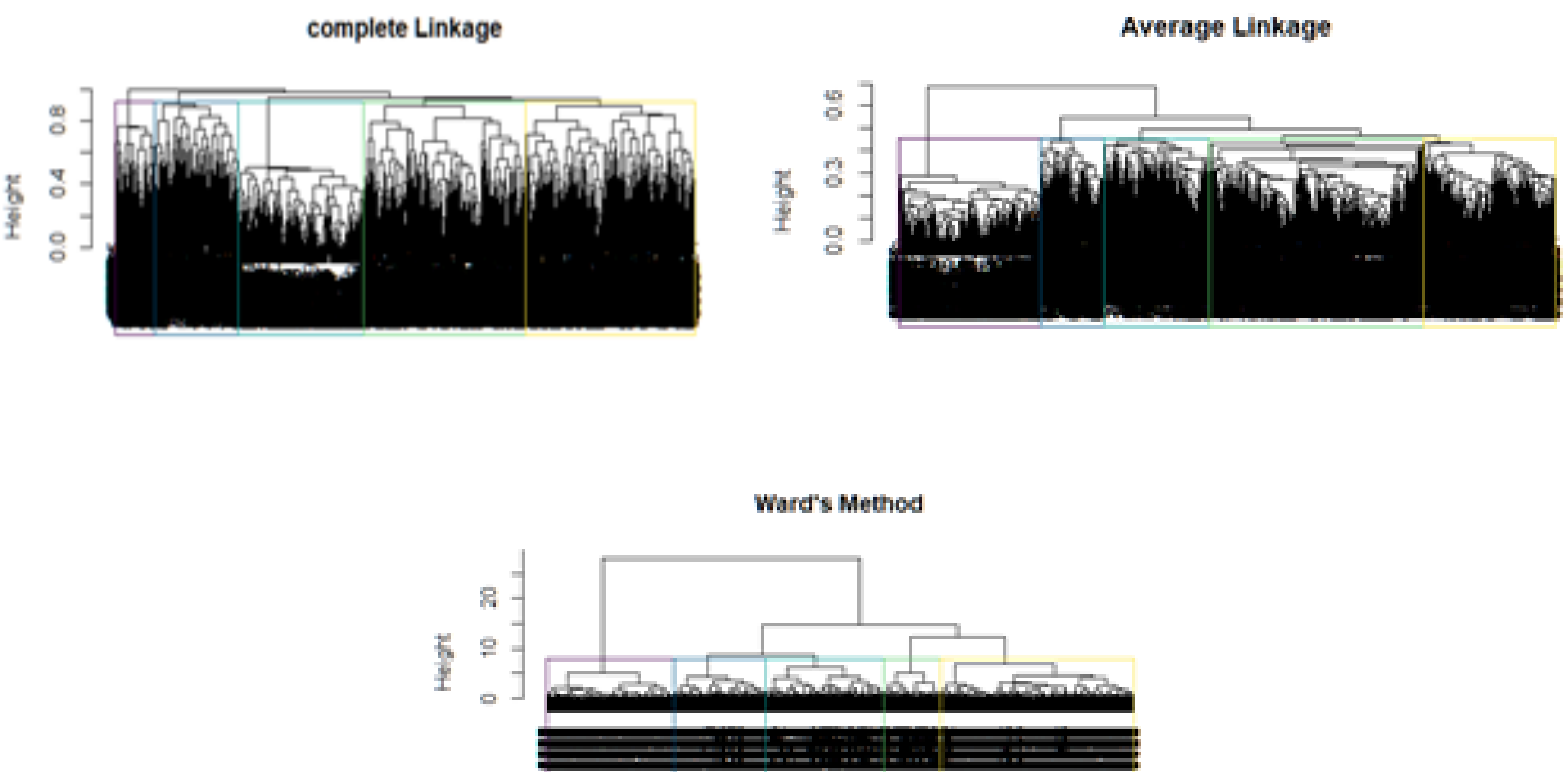 complete Linkage
Height
0.0 0.4 0.8
Average Linkage
Height
0.0 0.3 0.6
Ward's Method
Height
0 10 20